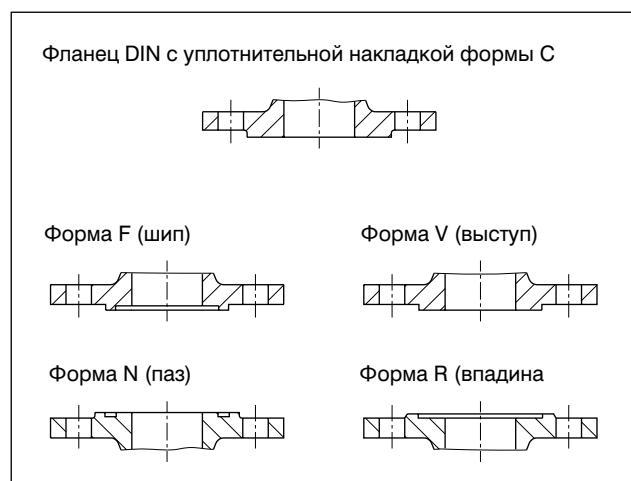 Фланец DIN с уплотнительной накладкой формы C
Форма F (шип)
Форма V (выступ)
Форма N (паз)
Форма R (впадина